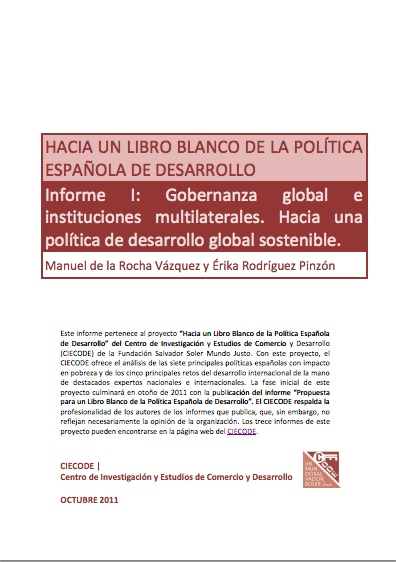 HACIA UN LIBRO BLANCO DE LA POLÍTICA
ESPAÑOLA DE DESARROLLO
Informe I: Gobernanza global e
instituciones multilaterales. Hacia una
política de desarrollo global sostenible.
Manuel de la Rocha Vázquez y Érika Rodríguez Pinzón
Este informe pertenece al proyecto "Hacia un Libro Blanco de la Política Española
de Desarrollo" del Centro de Investigación y Estudios de Comercio y Desarrollo
(CIECODE) de la Fundación Salvador Soler Mundo Justo. Con este proyecto, el
CIECODE ofrece el análisis de las siete principales políticas españolas con impacto
en pobreza y de los cinco principales retos del desarrollo internacional de la mano
de destacados expertos nacionales e internacionales. La fase inicial de este
proyecto culminará en otoño de 2011 con la publicación del informe "Propuesta
para un Libro Blanco de la Política Española de Desarrollo". El CIECODE respalda la
profesionalidad de los autores de los informes que publica, que, sin embargo, no
reflejan necesariamente la opinión de la organización. Los trece informes de este
proyecto pueden encontrarse en la página web del CIECODE.
CIECODE |
Centro de Investigación y Estudios de Comercio y Desarrollo
OCTUBRE 2011